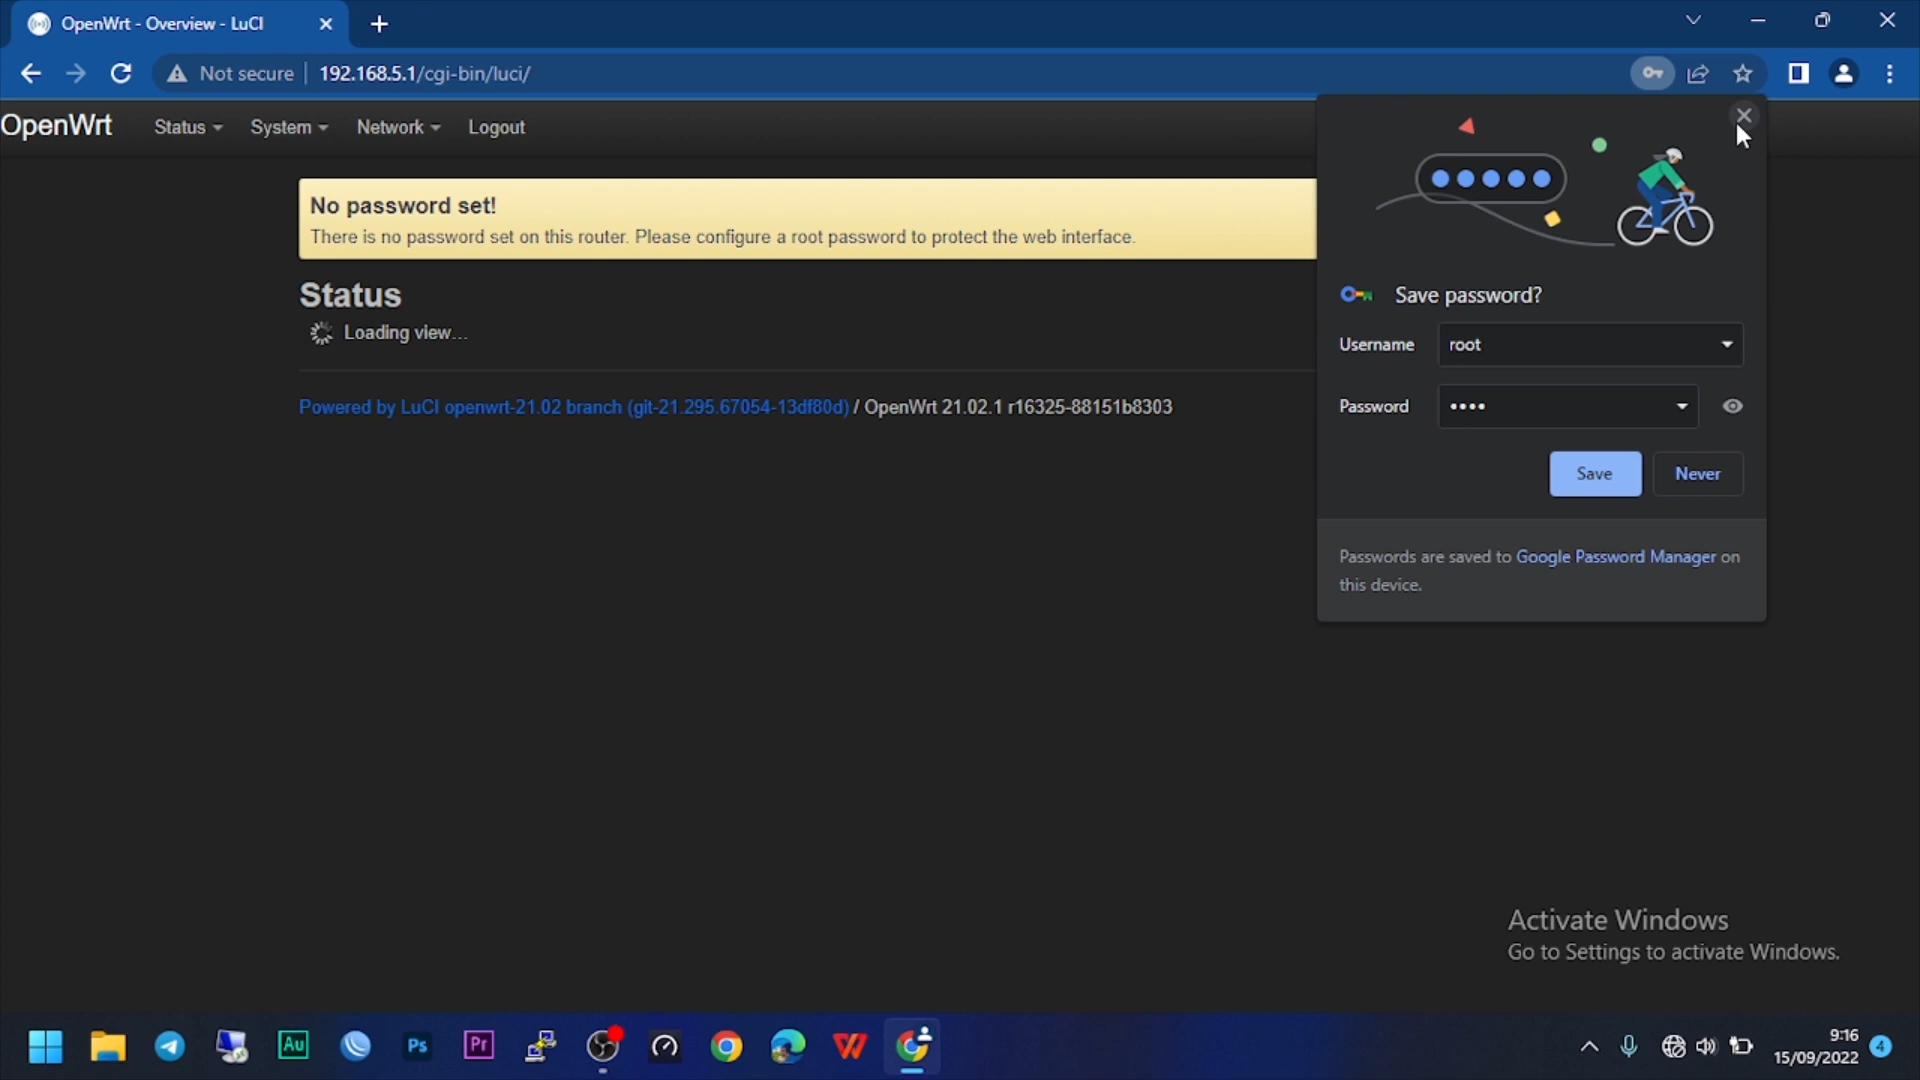 OpenWrt - Overview - LuCI
Not secure
192.168.5.1/cgi-bin/luci/
OpenWrt
Status
System
Network
Logout
No password set!
There is no password set on this router. Please configure a root password to protect the web interface.
Status
Loading view...
Powered by LuCI openwrt-21.02 branch (git-21.295.67054-13df80d) / OpenWrt 21.02.1 r16325-88151b8303
Save password?
Username
root
Password
••••
Save
Never
Passwords are saved to Google Password Manager on
this device.
Activate Windows
Go to Settings to activate Windows.
Au
Ps
Pr
9:16
15/09/2022
4